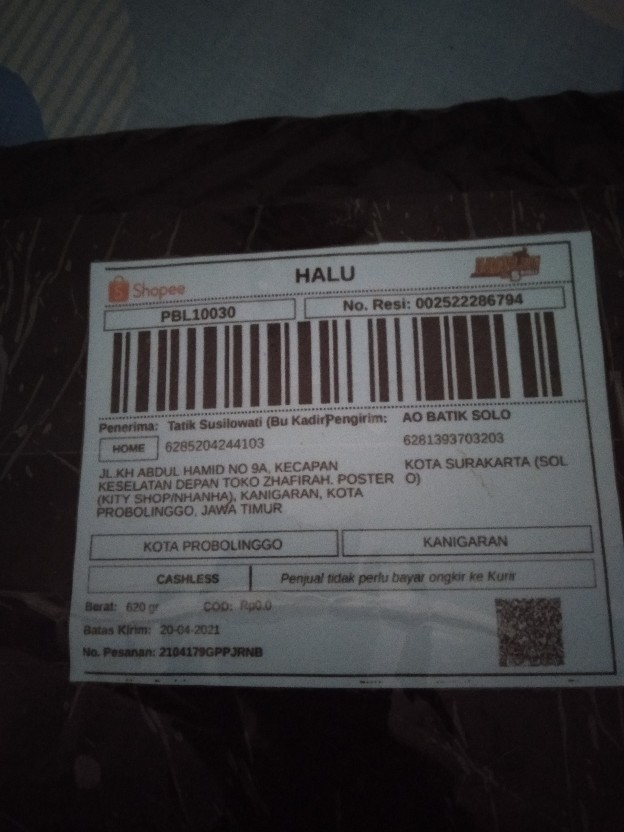 HALU
Shopee
PBL10030
No. Resi: 002522286794
Penerima: Tatik Susilowati (Bu Kadir
Pengirim: AO BATIK SOLO
HOME 6285204244103
6281393703203
JL.KH ABDUL HAMID NO 9A, KECAPAN
KESELATAN DEPAN TOKO ZHAFIRAH. POSTER
(KITY SHOP/NHANHA), KANIGARAN, KOTA
PROBOLINGGO, JAWA TIMUR
KOTA SURAKARTA (SOL
O)
KOTA PROBOLINGGO
KANIGARAN
CASHLESS
Penjual tidak perlu bayar ongkir ke Kurir
Berat: 620 gr
COD: Rp0.0
Batas Kirim: 20-04-2021
No. Pesanan: 2104179GPPJRNB